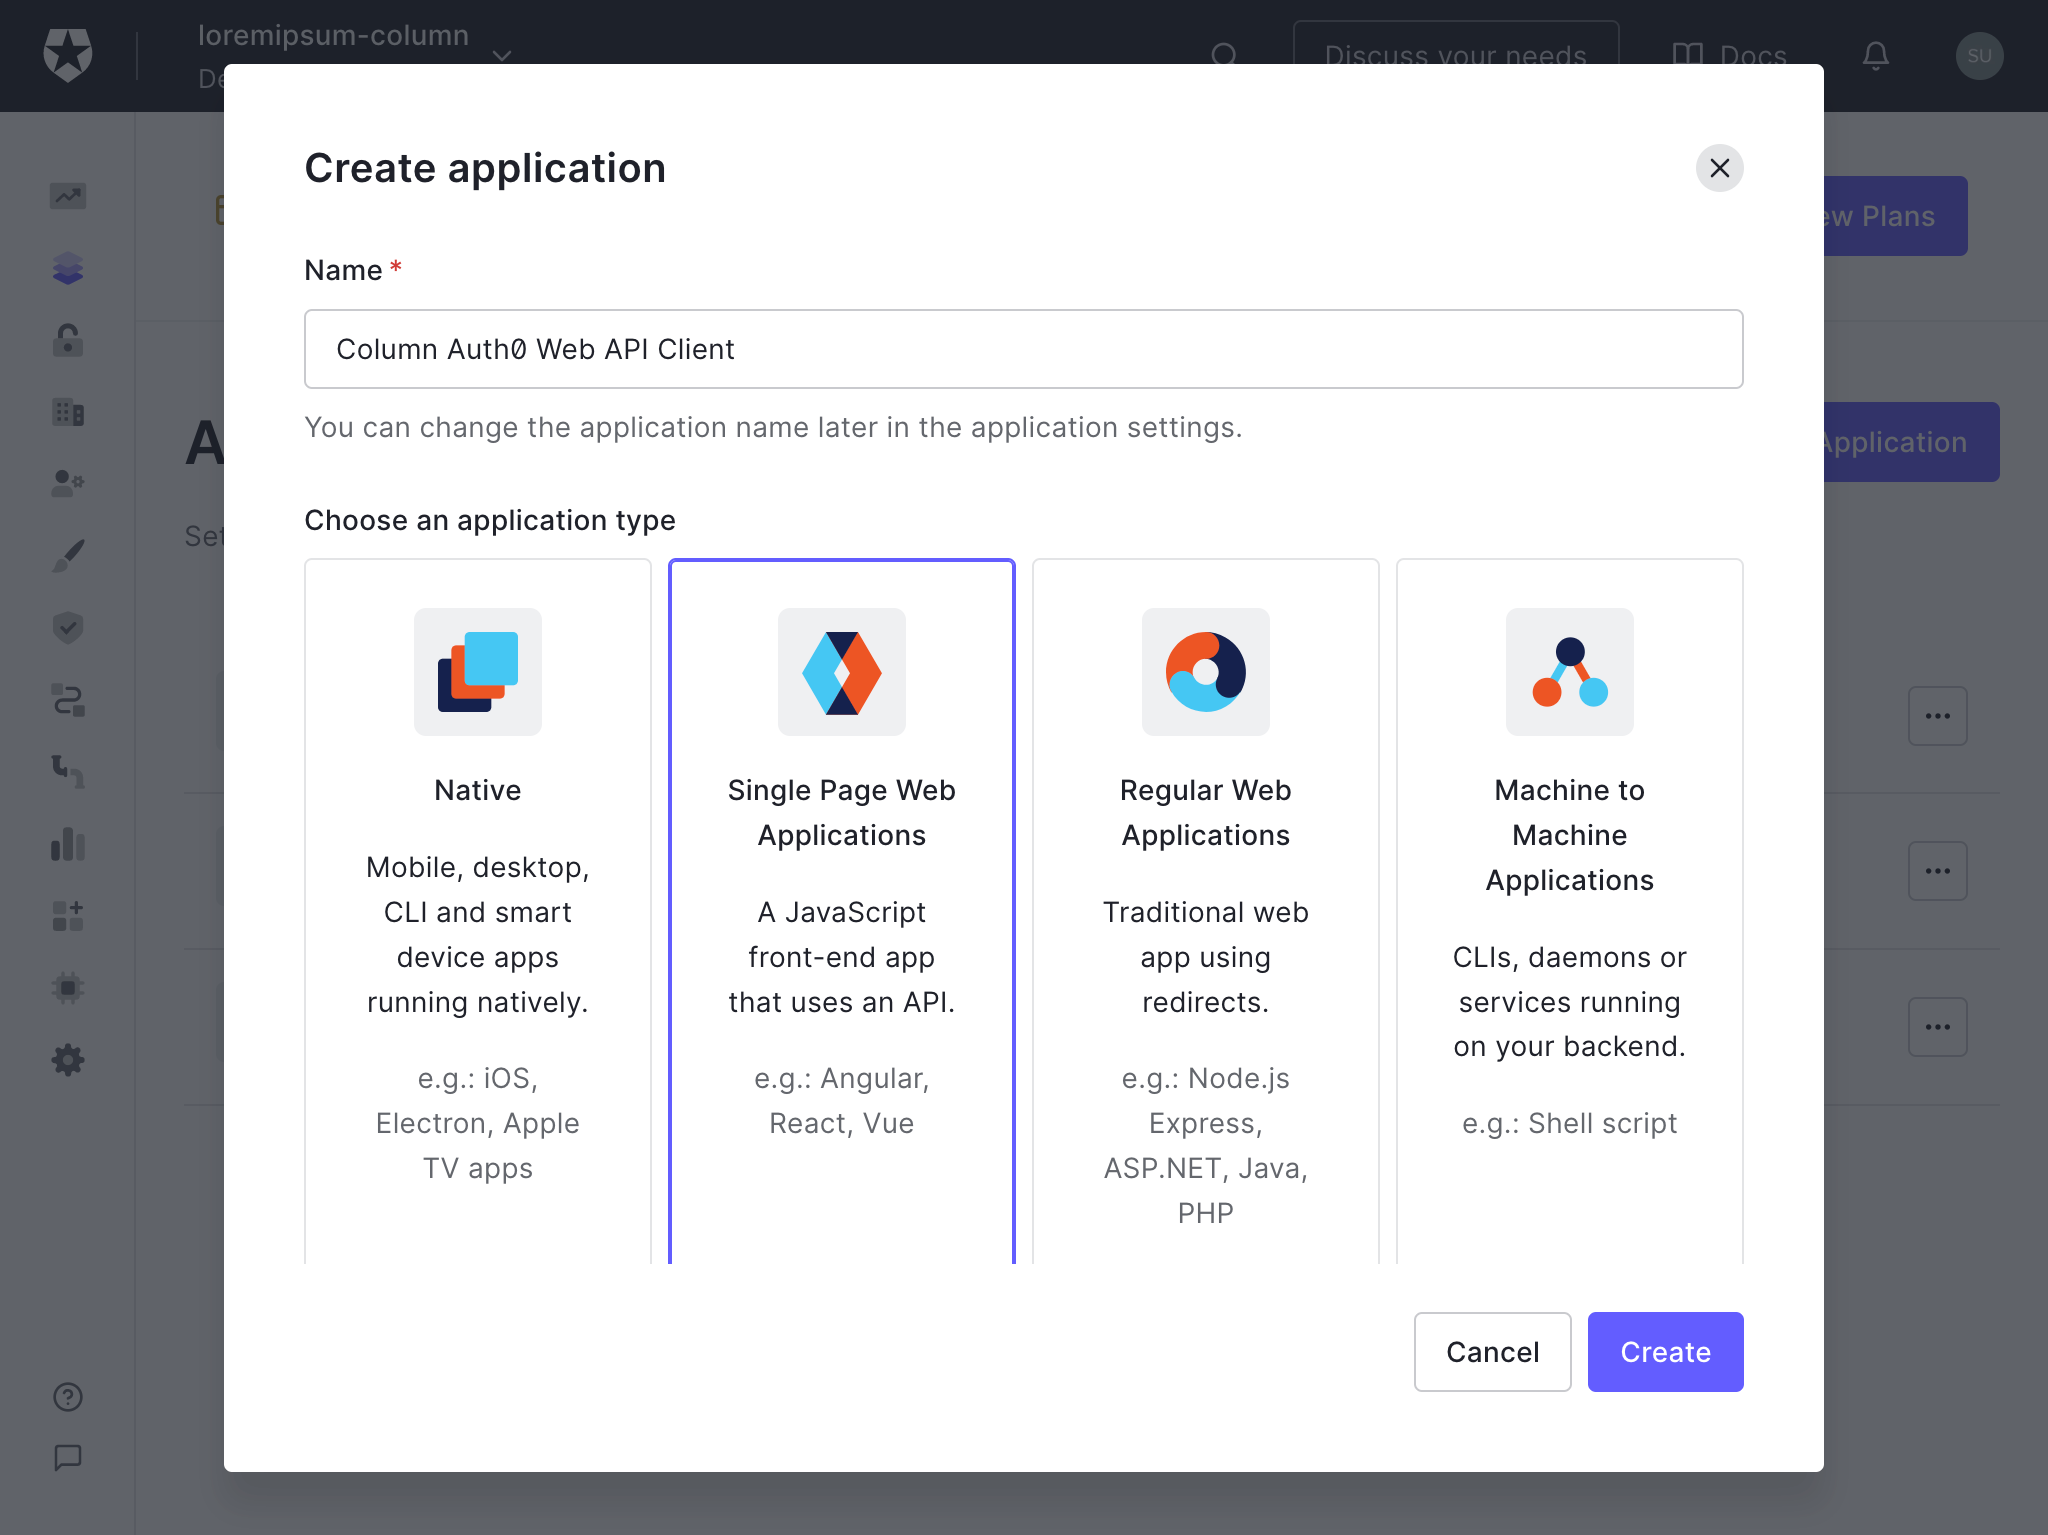 loremipsum-column
Discuss your needs
Docs
SU
Create application
ew Plans
Name *
Column Auth0 Web API Client
You can change the application name later in the application settings.
Application
Choose an application type
Native
Mobile, desktop,
CLI and smart
device apps
running natively.
e.g.: iOS,
Electron, Apple
TV apps
Single Page Web
Applications
A JavaScript
front-end app
that uses an API.
e.g.: Angular,
React, Vue
Regular Web
Applications
Traditional web
app using
redirects.
e.g.: Node.js
Express,
ASP.NET, Java,
PHP
Machine to
Machine
Applications
CLIs, daemons or
services running
on your backend.
e.g.: Shell script
Cancel
Create